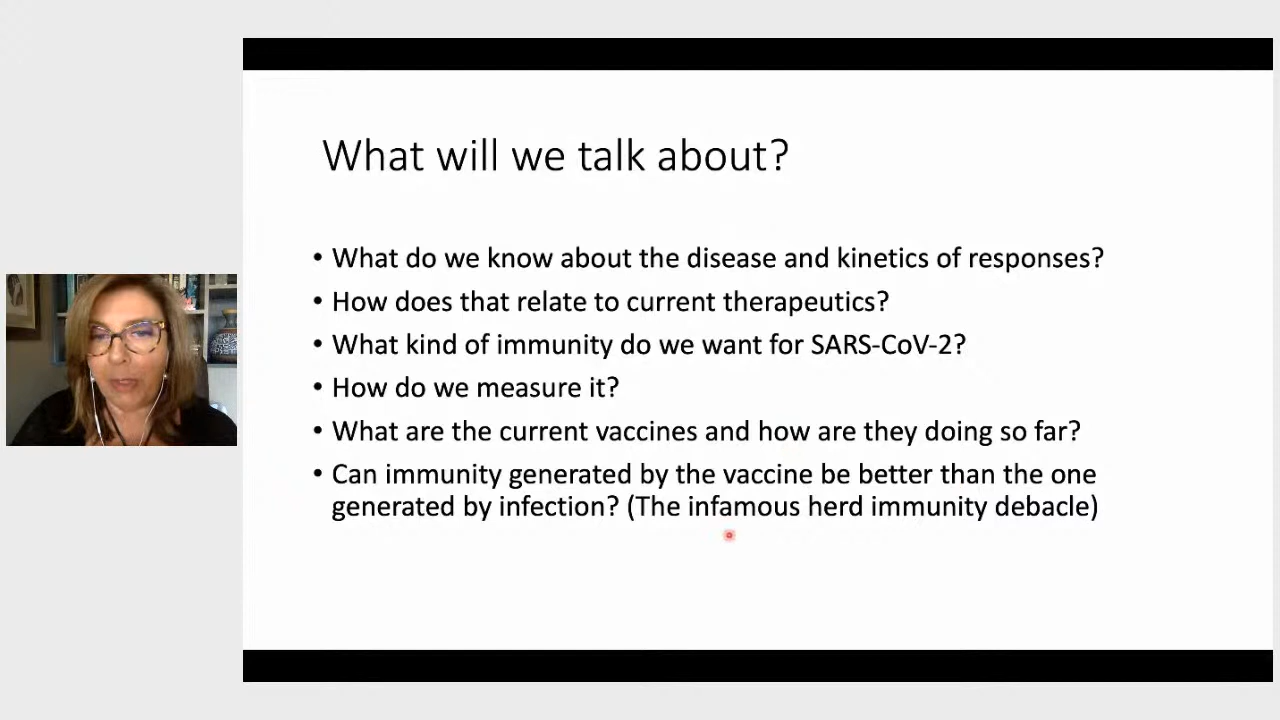 What will we talk about?
• What do we know about the disease and kinetics of responses?
• How does that relate to current therapeutics?
• What kind of immunity do we want for SARS-CoV-2?
• How do we measure it?
• What are the current vaccines and how are they doing so far?
• Can immunity generated by the vaccine be better than the one
generated by infection? (The infamous herd immunity debacle)